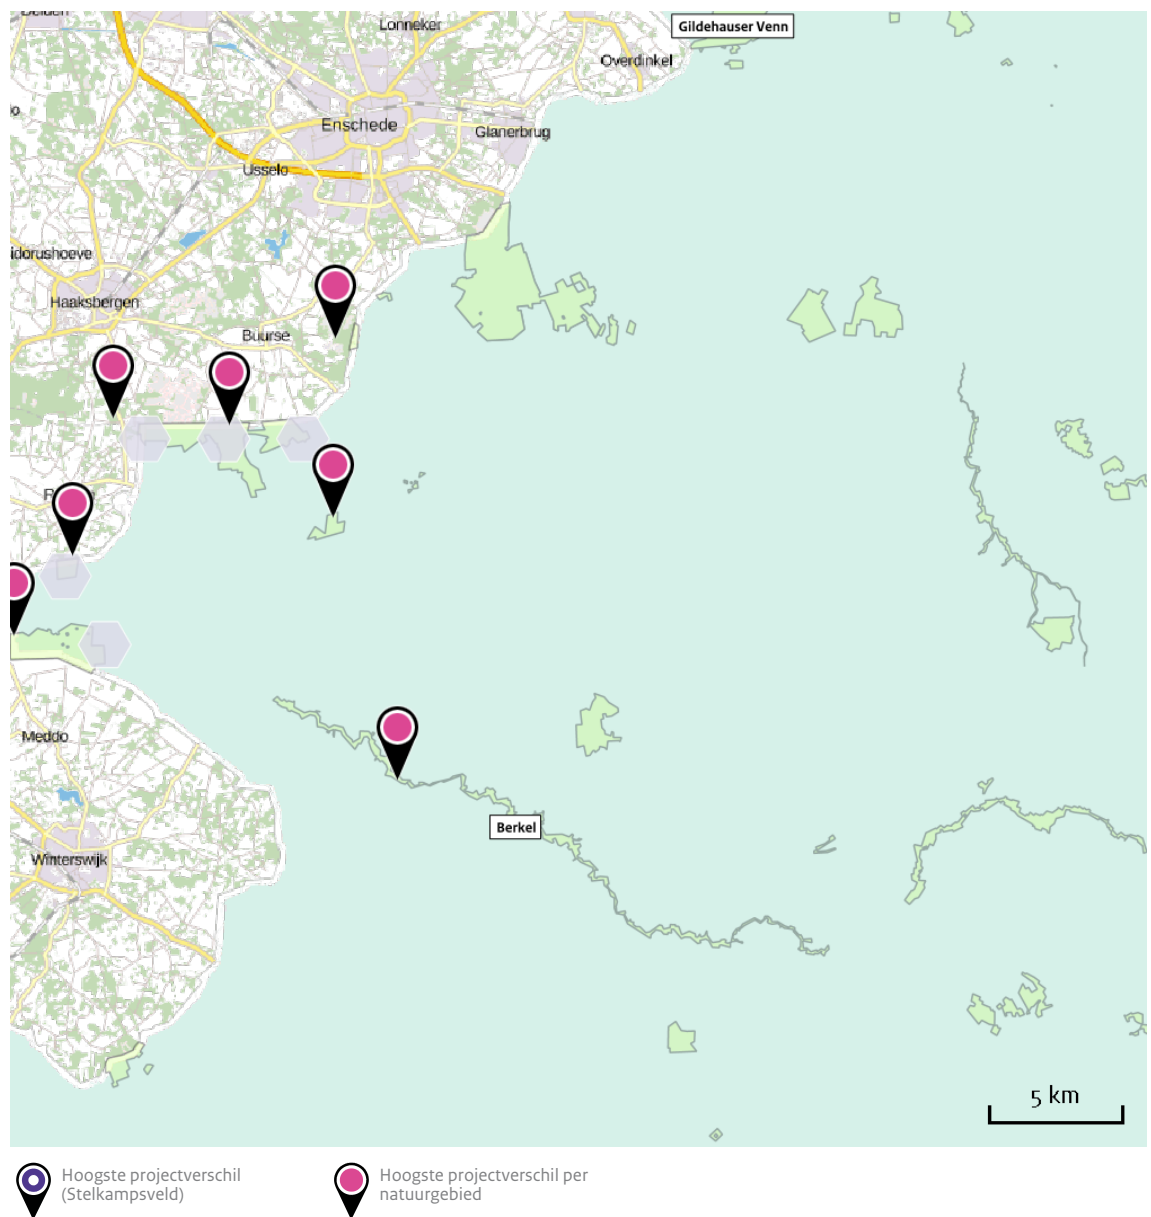 Gildehauser Venn
Lonneker
Overdinkel
Enschede
Glanerbrug
Usselo
idorushoeve
Haaksbergen
Buurse
Meddo
Berkel
Winterswijk
5 km
Hoogste projectverschil
(Stelkampsveld)
Hoogste projectverschil per
natuurgebied